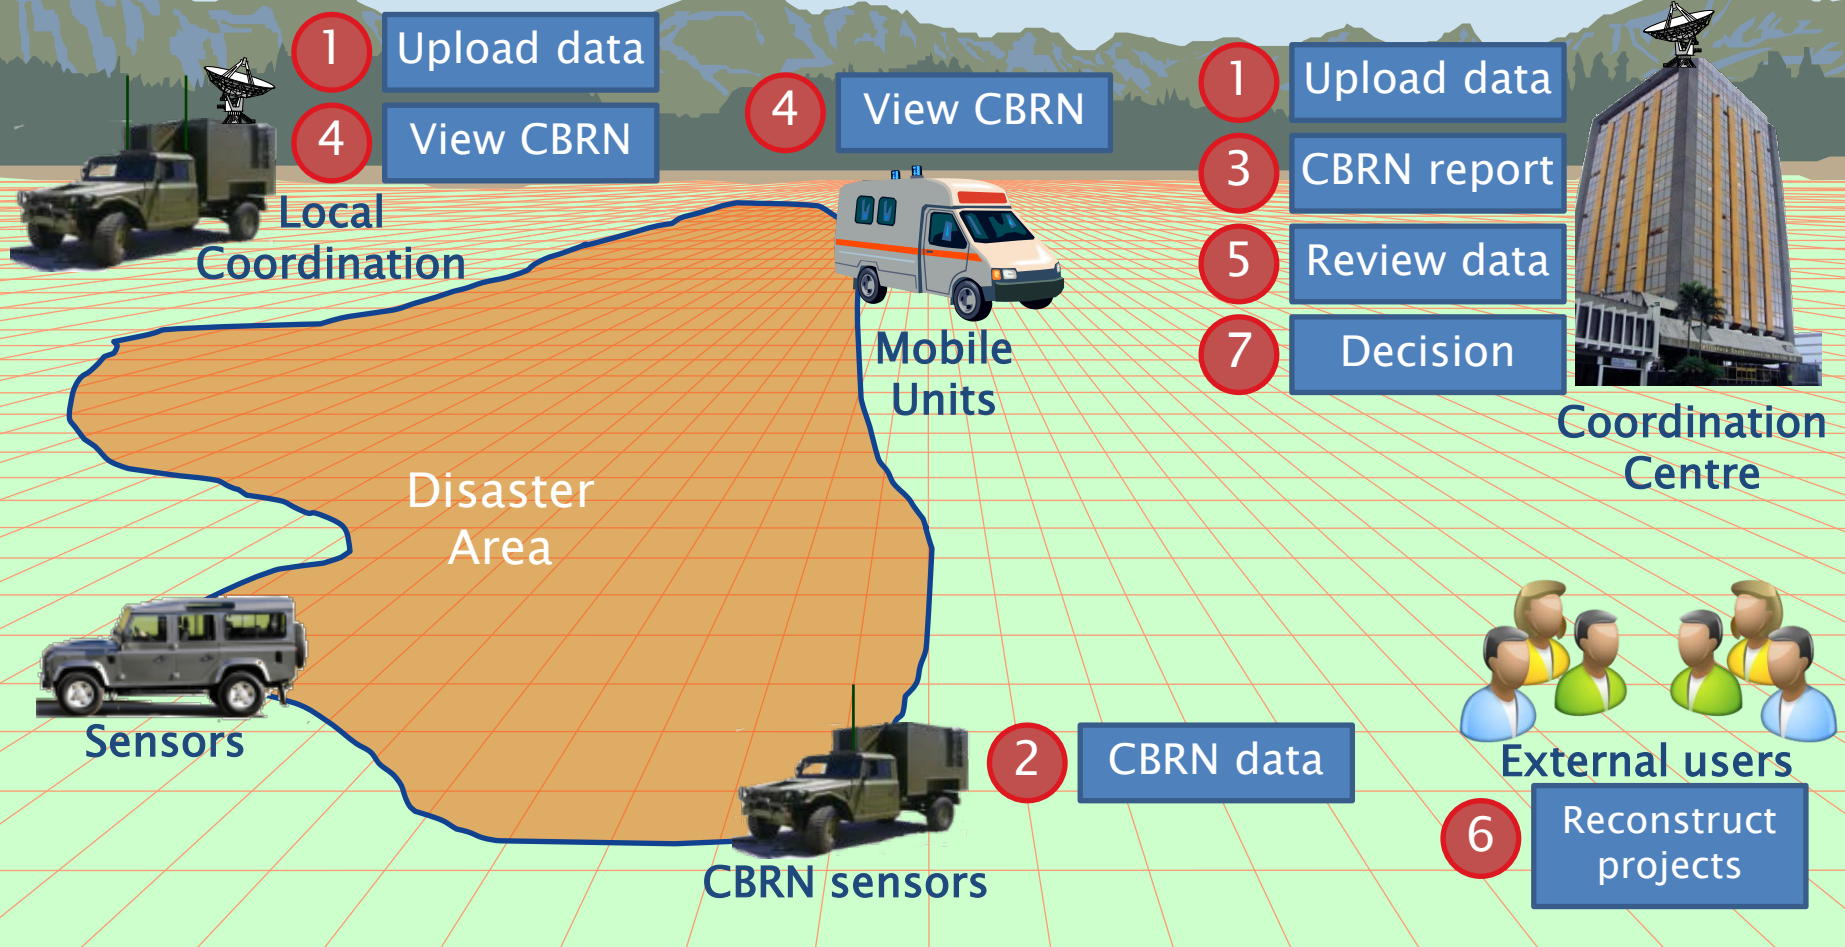 1 Upload data
4 View CBRN
Local
Coordination
4 View CBRN
Mobile
Units
1 Upload data
3 CBRN report
5 Review data
7 Decision
Coordination
Centre
Disaster
Area
Sensors
2 CBRN data
CBRN sensors
External users
6 Reconstruct
projects